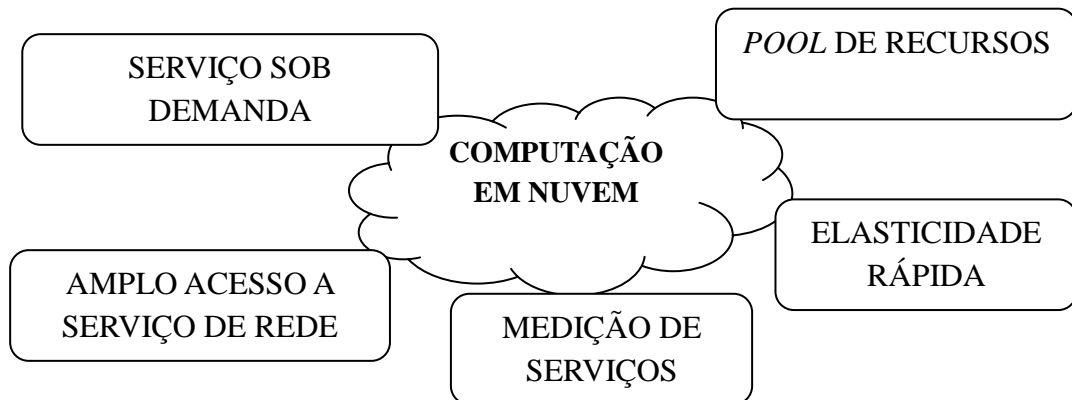 SERVIÇO SOB
DEMANDA
POOL DE RECURSOS
COMPUTAÇÃO
EM NUVEM
ELASTICIDADE
RÁPIDA
AMPLO ACESSO A
SERVIÇO DE REDE
MEDIÇÃO DE
SERVIÇOS